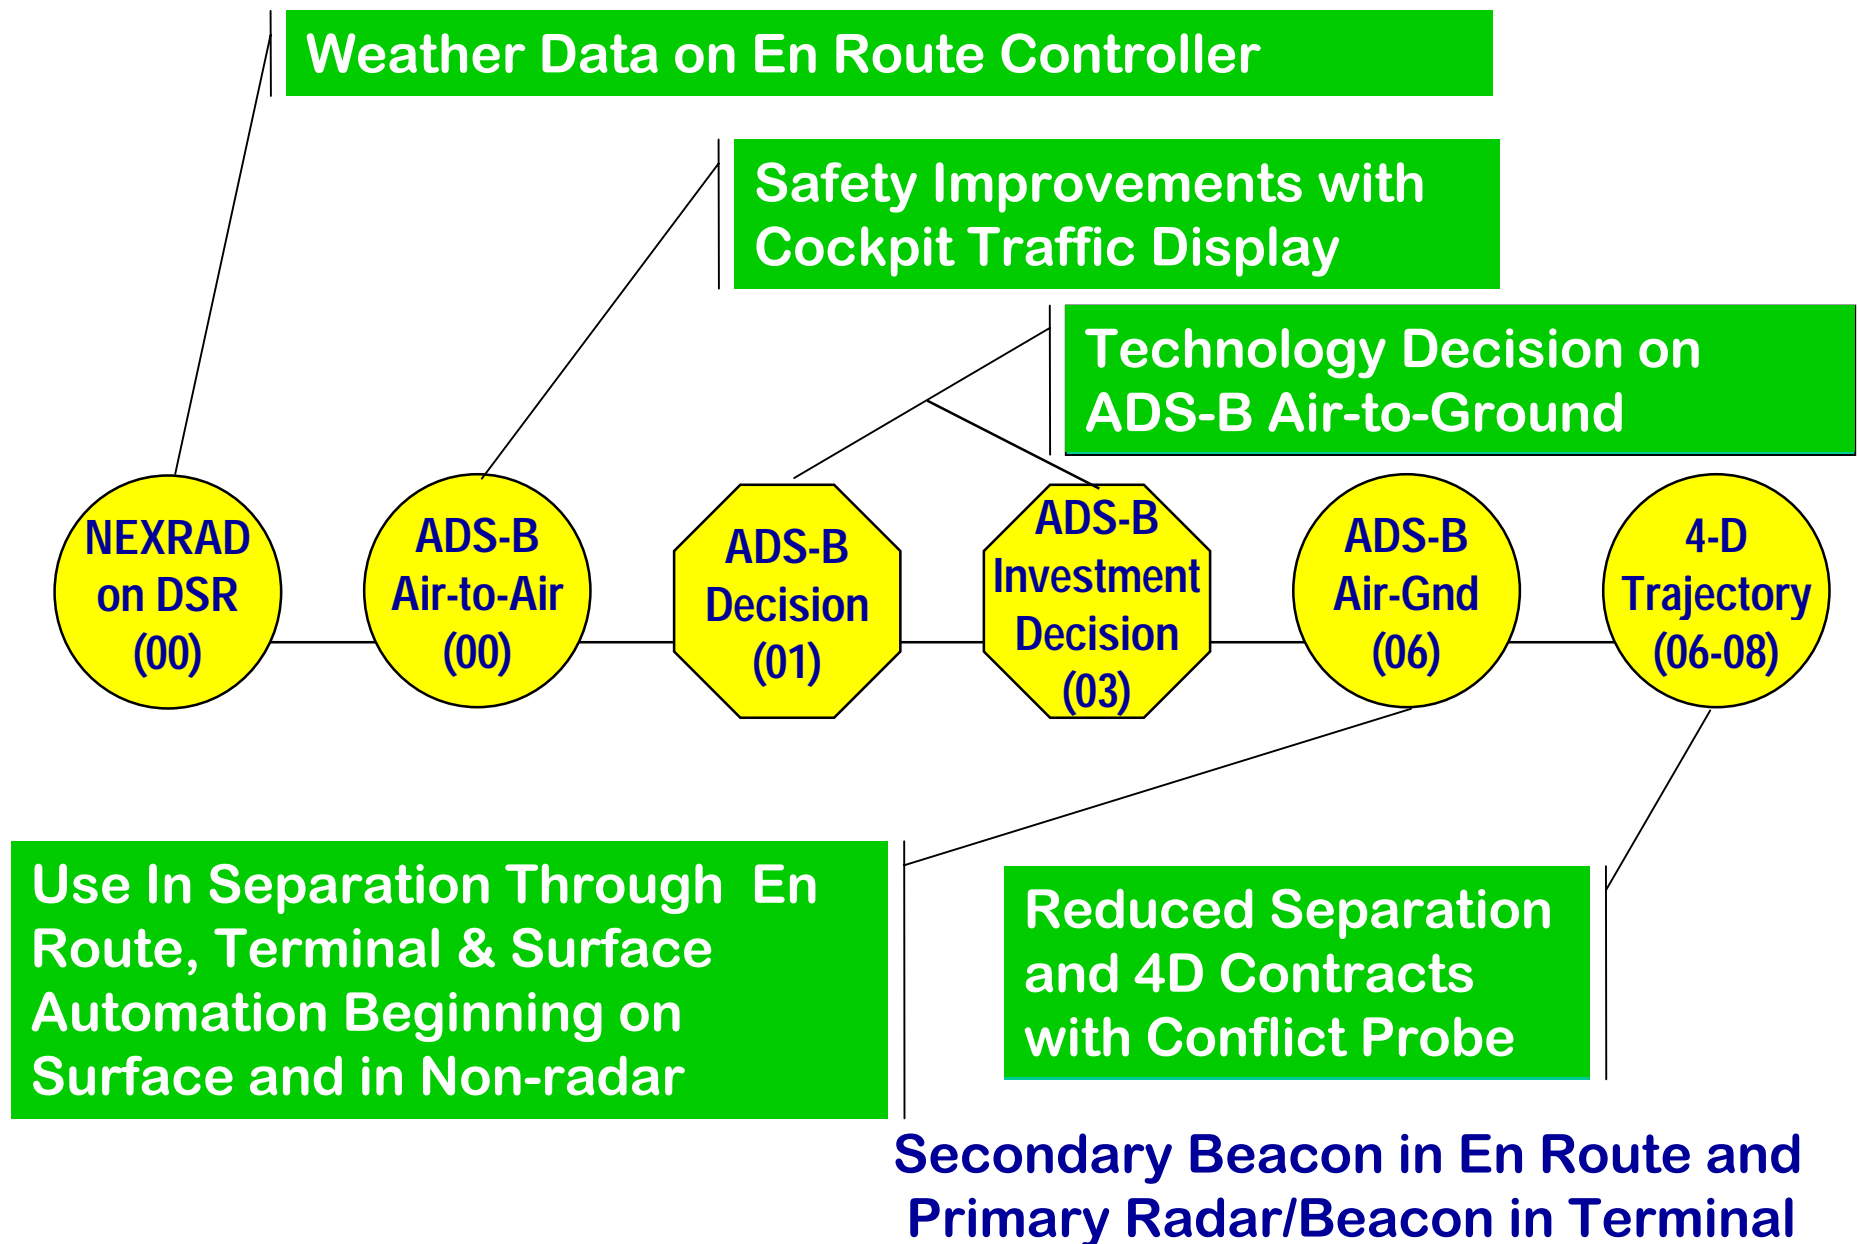 Weather Data on En Route Controller
Safety Improvements with
Cockpit Traffic Display
Technology Decision on
ADS-B Air-to-Ground
NEXRAD
on DSR
(00)
ADS-B
Air-to-Air
(00)
ADS-B
Decision
(01)
ADS-B
Investment
Decision
(03)
ADS-B
Air-Gnd
(06)
4-D
Trajectory
(06-08)
Use In Separation Through  En
Route, Terminal & Surface
Automation Beginning on
Surface and in Non-radar
Reduced Separation
and 4D Contracts
with Conflict Probe
Secondary Beacon in En Route and
Primary Radar/Beacon in Terminal